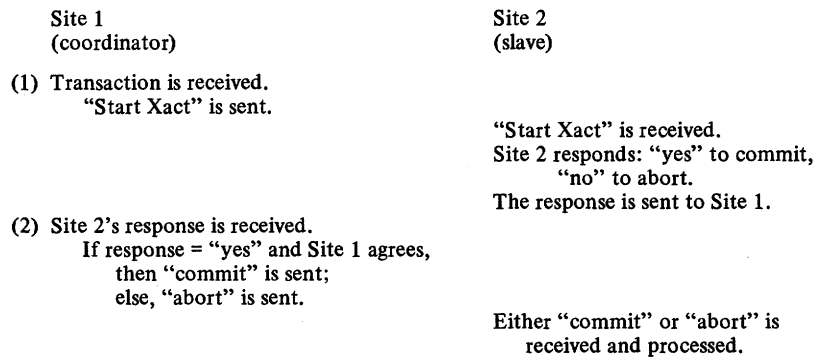 Site 1
(coordinator)
Site 2
(slave)
(1) Transaction is received.
“Start Xact” is sent.
“Start Xact” is received.
Site 2 responds: “yes” to commit,
“no” to abort.
The response is sent to Site 1.
(2) Site 2’s response is received.
If response = “yes” and Site 1 agrees,
then “commit” is sent;
else, “abort” is sent.
Either “commit” or “abort” is
received and processed.